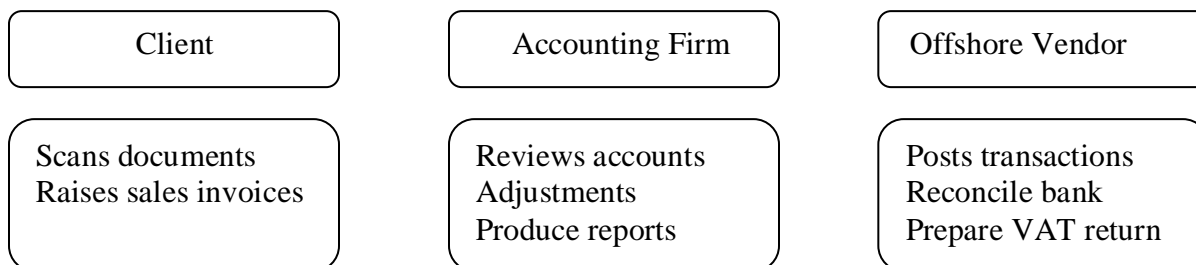 Client
Accounting Firm
Offshore Vendor
Scans documents
Raises sales invoices
Reviews accounts
Adjustments
Produce reports
Posts transactions
Reconcile bank
Prepare VAT return